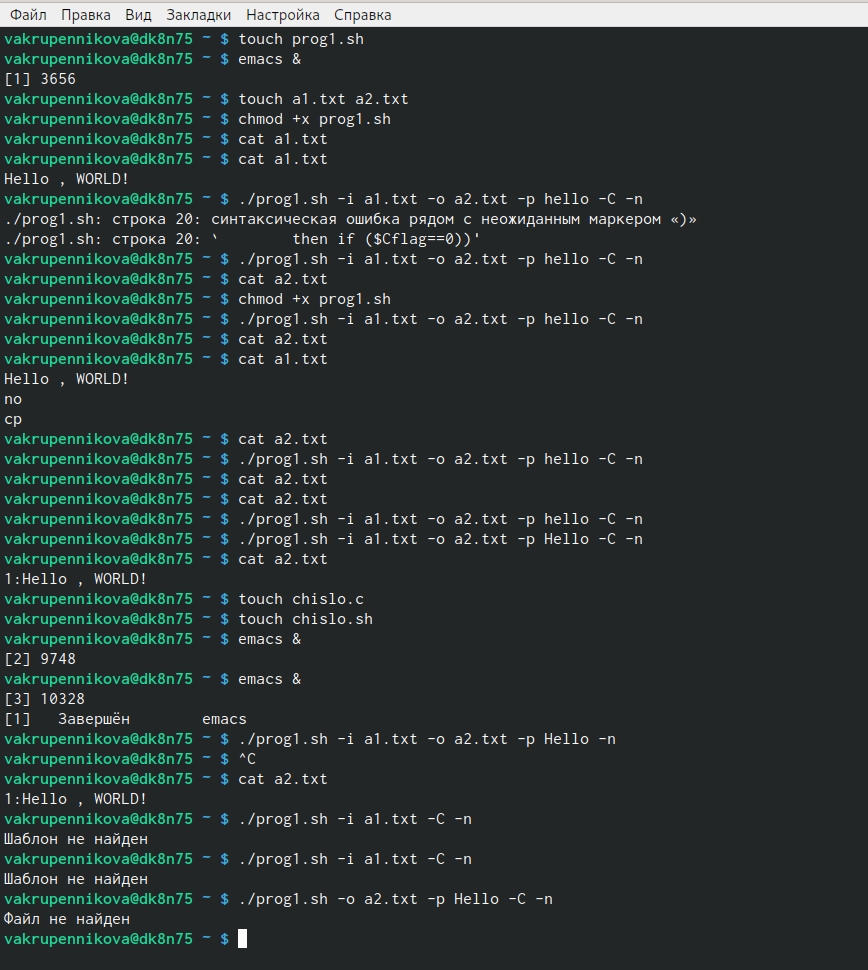 Файл Правка Вид Закладки Настройка Справка
vakrupennikova@dk8n75 ~ $ touch prog1.sh
vakrupennikova@dk8n75 ~ $ emacs &
[1] 3656
vakrupennikova@dk8n75 ~ $ touch a1.txt a2.txt
vakrupennikova@dk8n75 ~ $ chmod +x prog1.sh
vakrupennikova@dk8n75 ~ $ cat a1.txt
vakrupennikova@dk8n75 ~ $ cat a1.txt
Hello , WORLD!
vakrupennikova@dk8n75 ~ $ ./prog1.sh -i a1.txt -o a2.txt -p hello -C -n
./prog1.sh: строка 20: синтаксическая ошибка рядом с неожиданным маркером «)»
./prog1.sh: строка 20: `        then if ($Cflag==0))'
vakrupennikova@dk8n75 ~ $ ./prog1.sh -i a1.txt -o a2.txt -p hello -C -n
vakrupennikova@dk8n75 ~ $ cat a2.txt
vakrupennikova@dk8n75 ~ $ chmod +x prog1.sh
vakrupennikova@dk8n75 ~ $ ./prog1.sh -i a1.txt -o a2.txt -p hello -C -n
vakrupennikova@dk8n75 ~ $ cat a2.txt
vakrupennikova@dk8n75 ~ $ cat a1.txt
Hello , WORLD!
no
cp
vakrupennikova@dk8n75 ~ $ cat a2.txt
vakrupennikova@dk8n75 ~ $ ./prog1.sh -i a1.txt -o a2.txt -p hello -C -n
vakrupennikova@dk8n75 ~ $ cat a2.txt
vakrupennikova@dk8n75 ~ $ cat a2.txt
vakrupennikova@dk8n75 ~ $ ./prog1.sh -i a1.txt -o a2.txt -p hello -C -n
vakrupennikova@dk8n75 ~ $ ./prog1.sh -i a1.txt -o a2.txt -p Hello -C -n
vakrupennikova@dk8n75 ~ $ cat a2.txt
1:Hello , WORLD!
vakrupennikova@dk8n75 ~ $ touch chislo.c
vakrupennikova@dk8n75 ~ $ touch chislo.sh
vakrupennikova@dk8n75 ~ $ emacs &
[2] 9748
vakrupennikova@dk8n75 ~ $ emacs &
[3] 10328
[1]   Завершён        emacs
vakrupennikova@dk8n75 ~ $ ./prog1.sh -i a1.txt -o a2.txt -p Hello -n
vakrupennikova@dk8n75 ~ $ ^C
vakrupennikova@dk8n75 ~ $ cat a2.txt
1:Hello , WORLD!
vakrupennikova@dk8n75 ~ $ ./prog1.sh -i a1.txt -C -n
Шаблон не найден
vakrupennikova@dk8n75 ~ $ ./prog1.sh -i a1.txt -C -n
Шаблон не найден
vakrupennikova@dk8n75 ~ $ ./prog1.sh -o a2.txt -p Hello -C -n
Файл не найден
vakrupennikova@dk8n75 ~ $